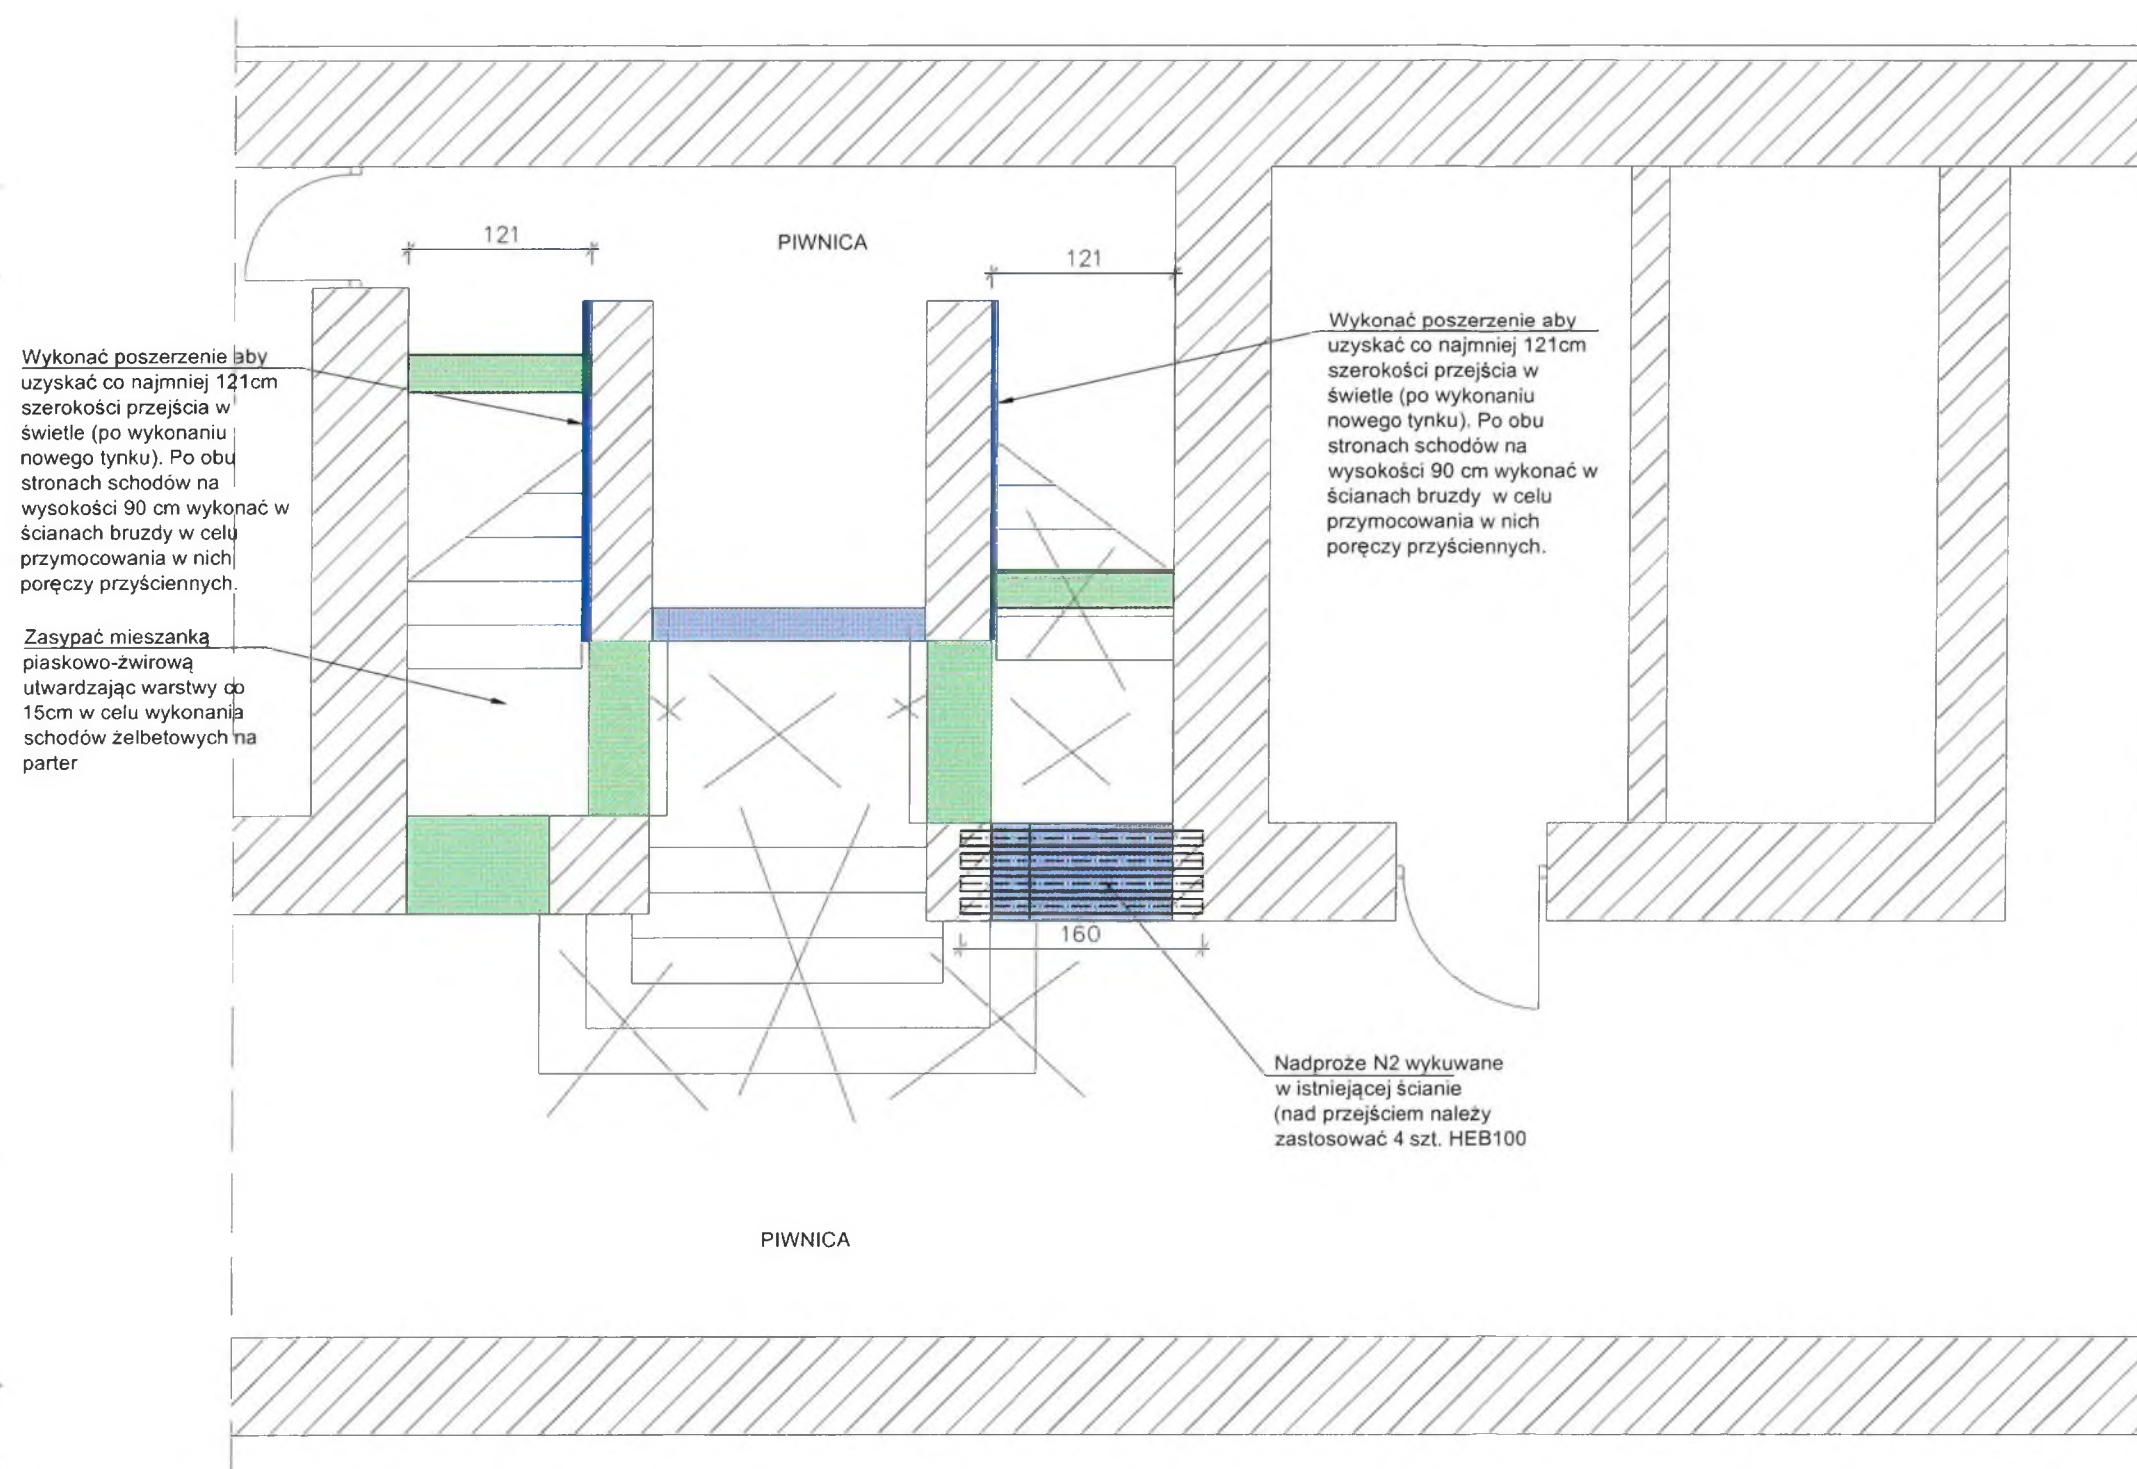 121
PIWNICA
121
Wykonać poszerzenie aby
uzyskać co najmniej 121cm
szerokości przejścia w
świetle (po wykonaniu
nowego tynku). Po obu
stronach schodów na
wysokości 90 cm wykonać w
ścianach bruzdy w celu
przymocowania w nich
poręczy przyściennych.
Zasypać mieszanką
piaskowo-żwirową
utwardzając warstwy co
15cm w celu wykonania
schodów żelbetowych na
parter
Wykonać poszerzenie aby
uzyskać co najmniej 121cm
szerokości przejścia w
świetle (po wykonaniu
nowego tynku). Po obu
stronach schodów na
wysokości 90 cm wykonać w
ścianach bruzdy w celu
przymocowania w nich
poręczy przyściennych.
160
Nadproże N2 wykuwane
w istniejącej ścianie
(nad przejściem należy
zastosować 4 szt. HEB100
PIWNICA